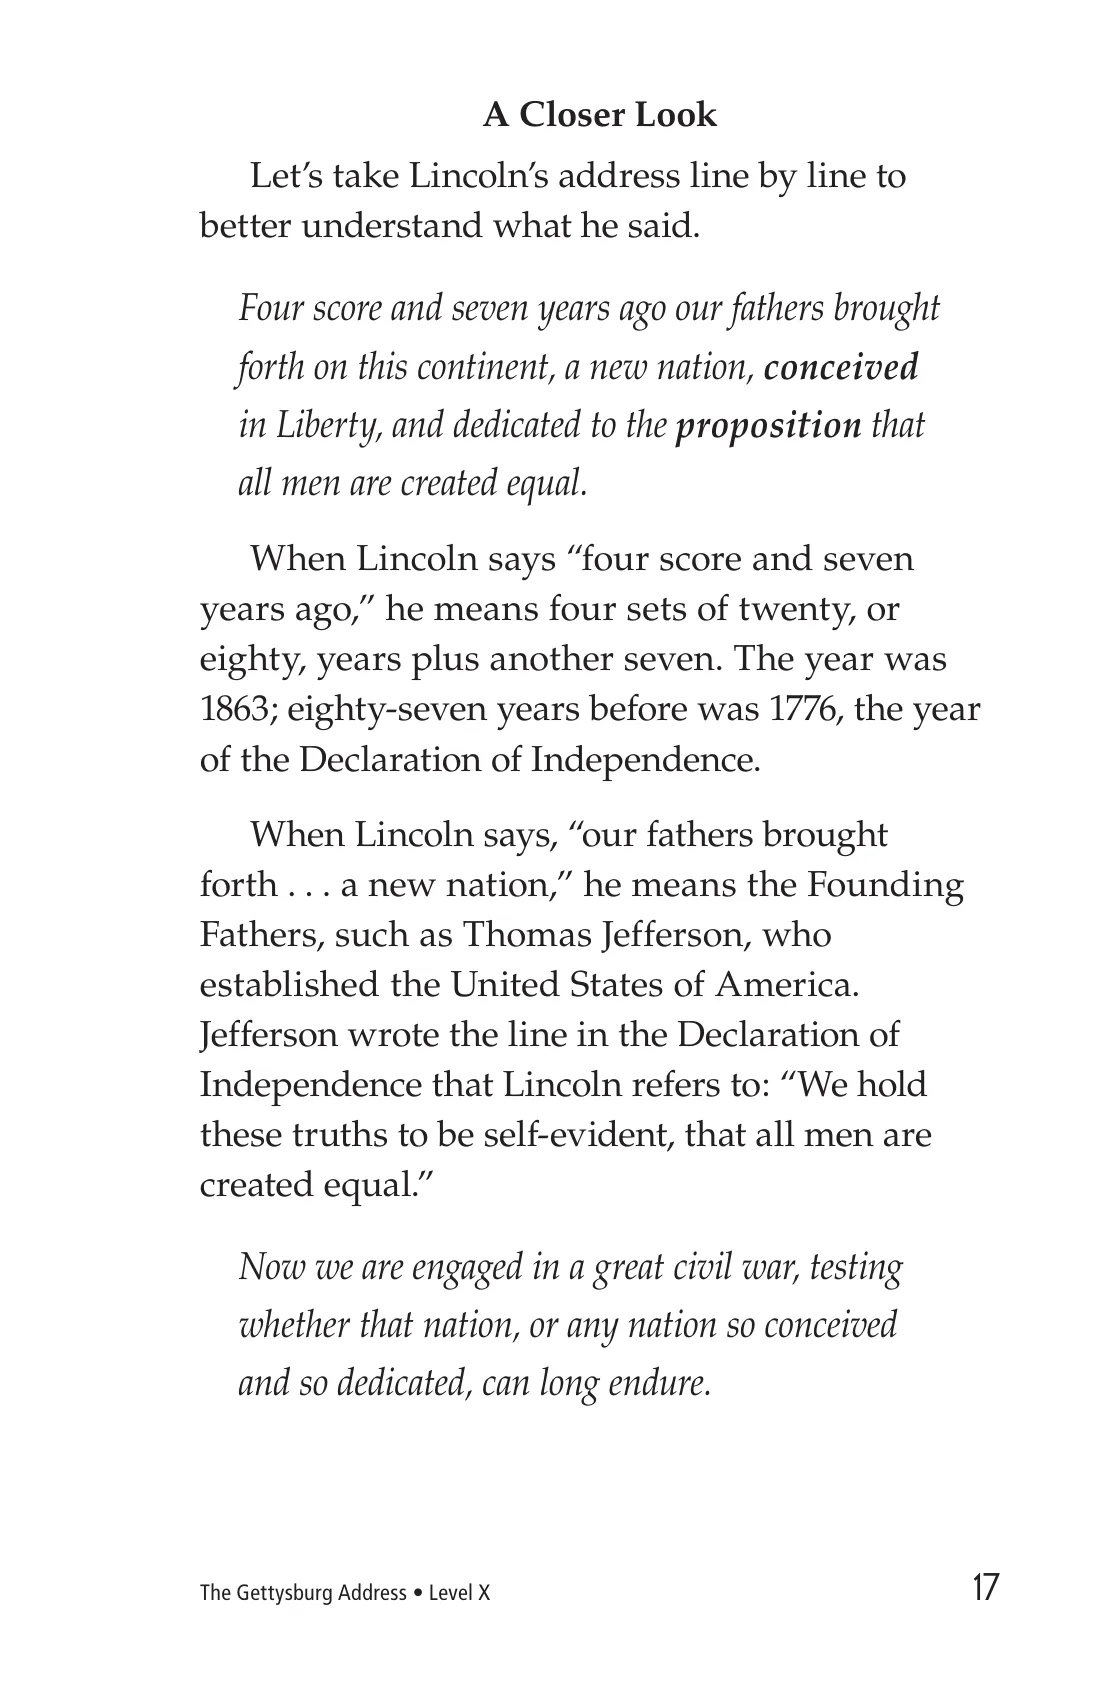 A Closer Look
Let’s take Lincoln’s address line by line to
better understand what he said.
Four score and seven years ago our fathers brought
forth on this continent, a new nation, conceived
in Liberty, and dedicated to the proposition that
all men are created equal.
When Lincoln says “four score and seven
years ago,” he means four sets of twenty, or
eighty, years plus another seven. The year was
1863; eighty-seven years before was 1776, the year
of the Declaration of Independence.
When Lincoln says, “our fathers brought
forth . . . a new nation,” he means the Founding
Fathers, such as Thomas Jefferson, who
established the United States of America.
Jefferson wrote the line in the Declaration of
Independence that Lincoln refers to: “We hold
these truths to be self-evident, that all men are
created equal.”
Now we are engaged in a great civil war, testing
whether that nation, or any nation so conceived
and so dedicated, can long endure.
The Gettysburg Address • Level X
17